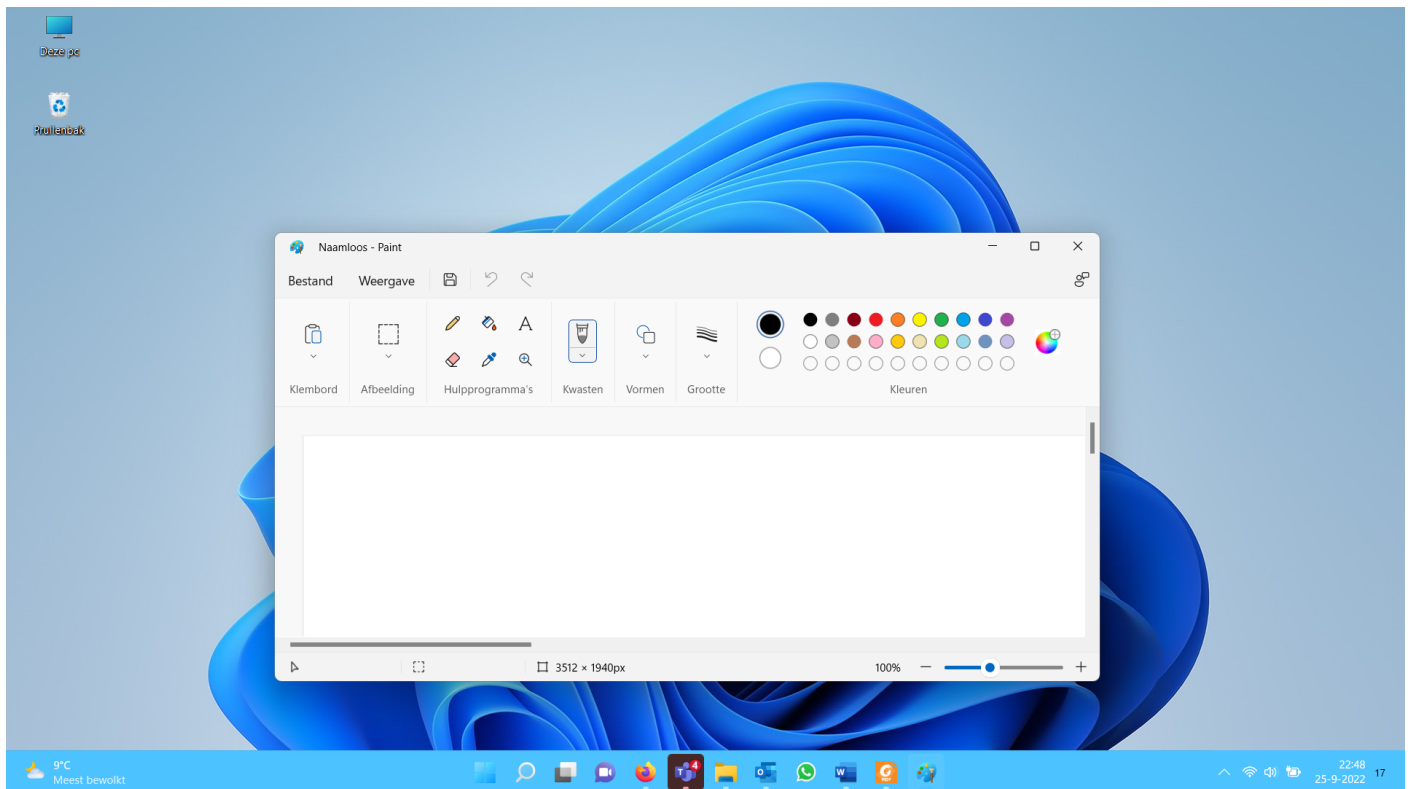 Deze pc
Prullenbak
Naamloos - Paint
Bestand Weergave
Klembord Afbeelding Hulpprogramma's Kwasten Vormen Grootte Kleuren
3512 × 1940px 100%
9°C
Meest bewolkt
4
22:48
25-9-2022 17